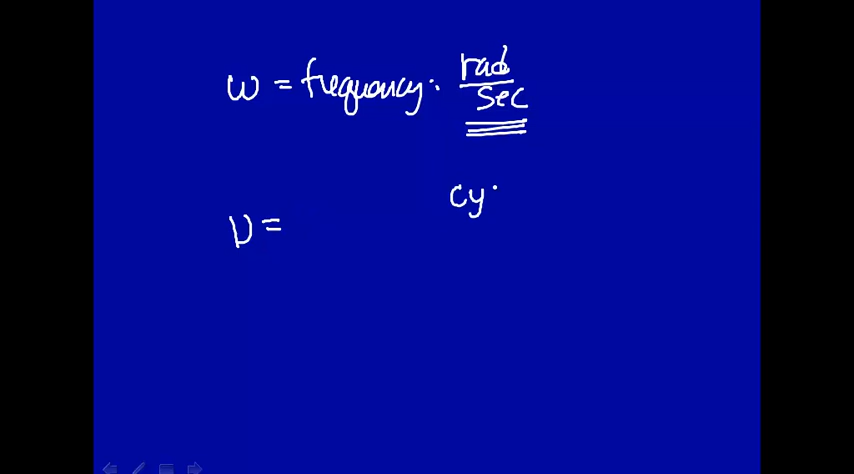 ω = frequency: rad/sec
cy
ν =